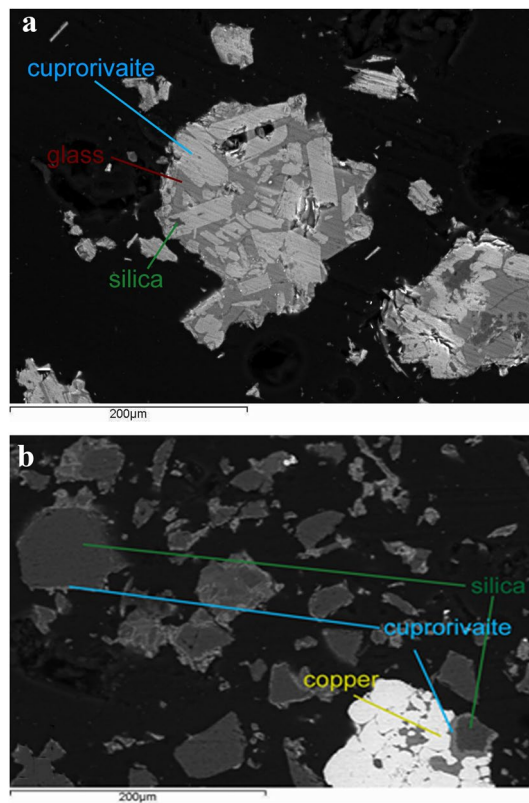 a
cuprorivaite
glass
silica
200µm
b
silica
cuprorivaite
copper
200µm